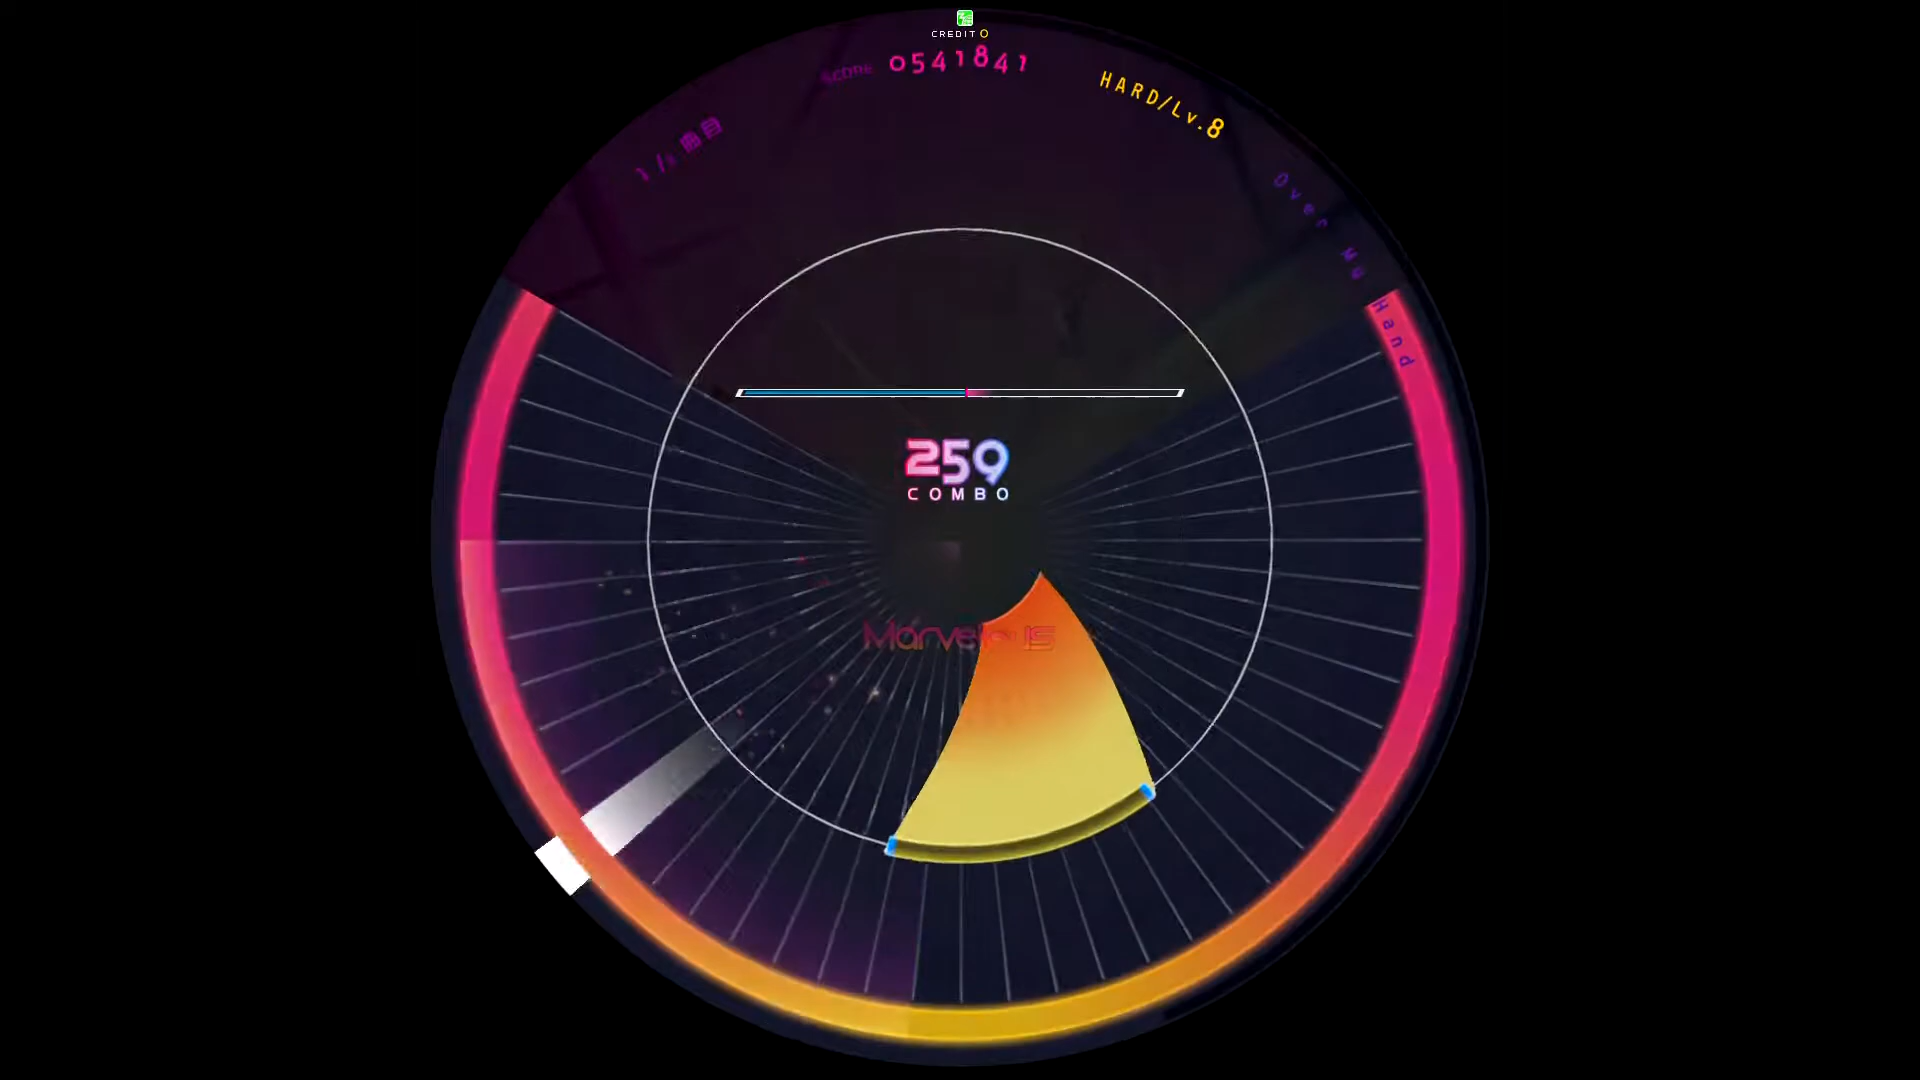 CREDIT 0
SCORE 0541841
HARD/Lv.8
1/3 曲目
Over My Hand
259
COMBO
Marvelous